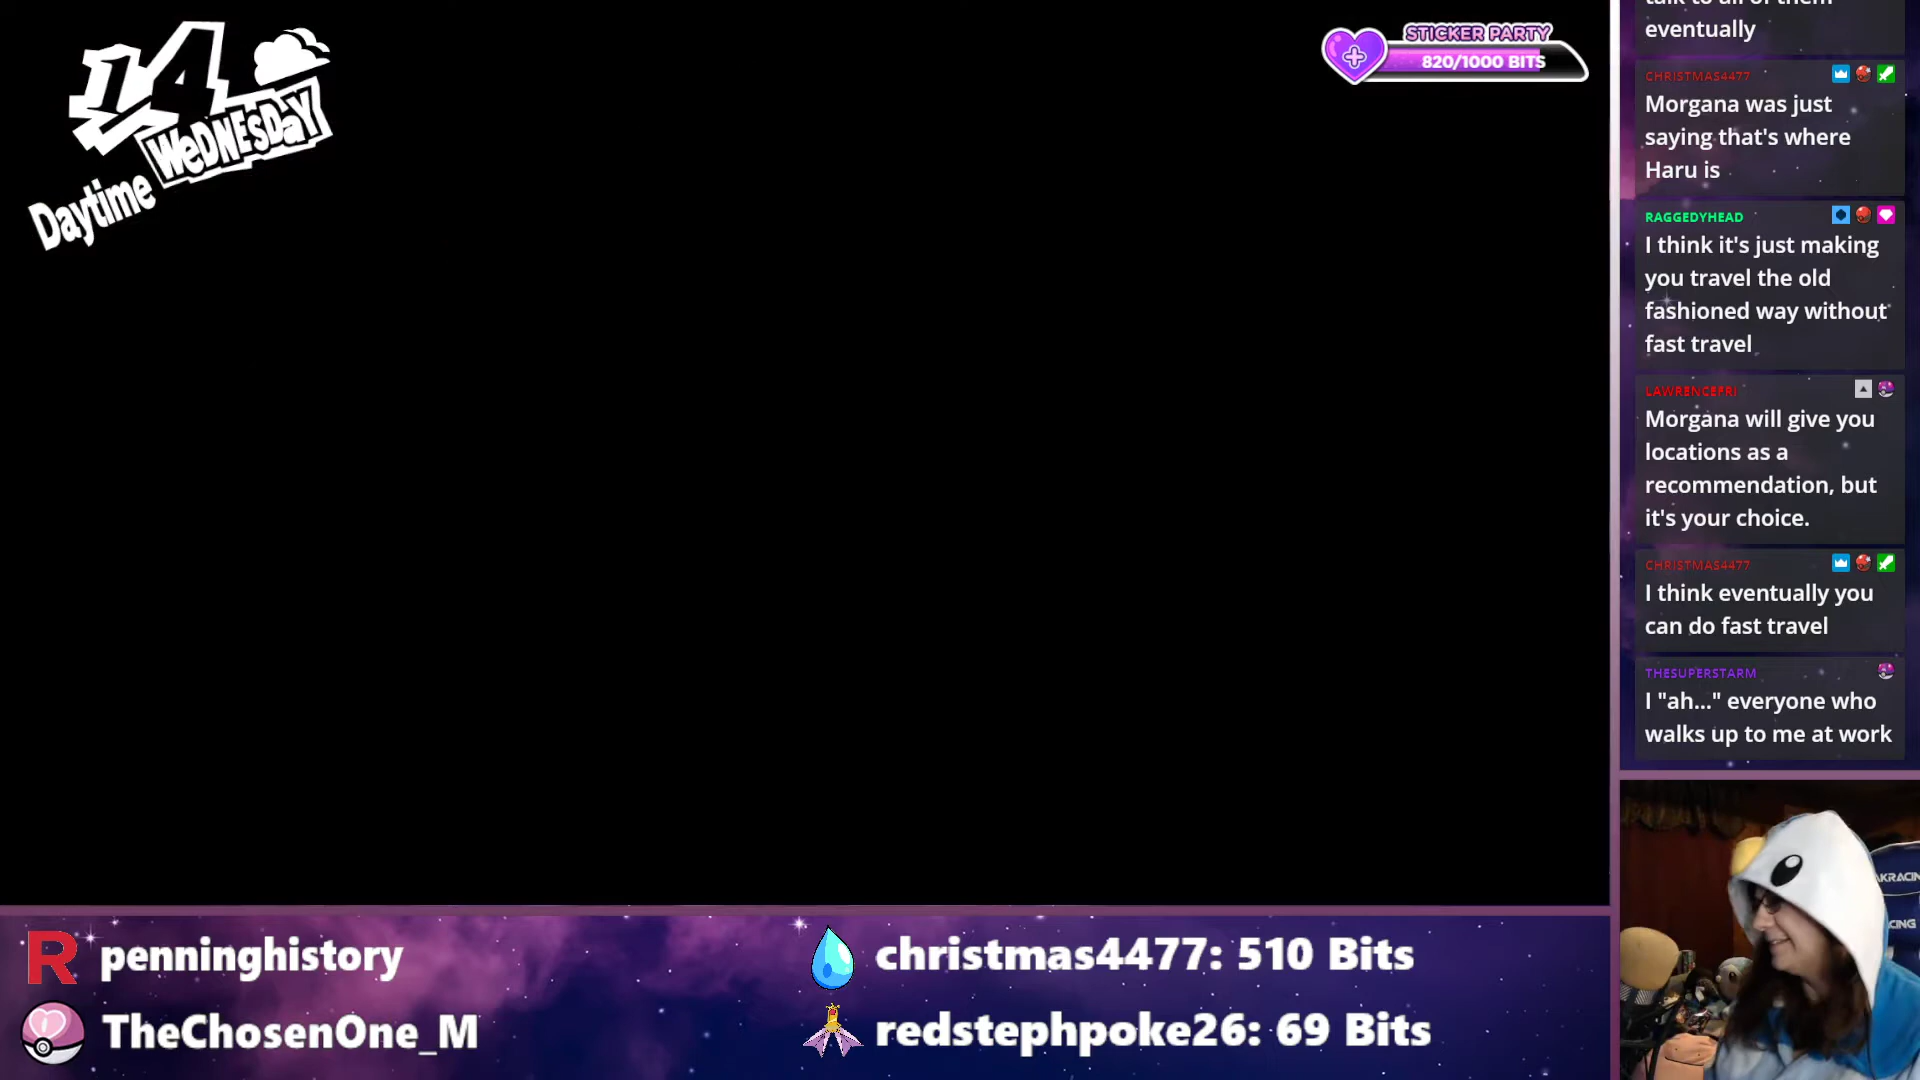 14
WeDNESDaY
Daytime
STICKER PARTY
820/1000 BITS
eventually
CHRISTMAS4477
Morgana was just
saying that's where
Haru is
RAGGEDYHEAD
I think it's just making
you travel the old
fashioned way without
fast travel
LAWRENCEFRI
Morgana will give you
locations as a
recommendation, but
it's your choice.
CHRISTMAS4477
I think eventually you
can do fast travel
THESUPERSTARM
I "ah..." everyone who
walks up to me at work
R penninghistory
TheChosenOne_M
christmas4477: 510 Bits
redstephpoke26: 69 Bits